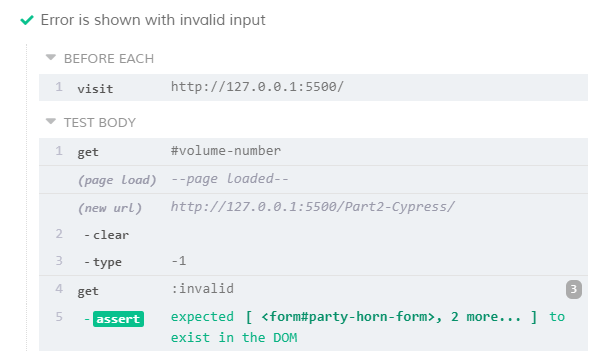 Error is shown with invalid input
BEFORE EACH
1 visit http://127.0.0.1:5500/
TEST BODY
1 get #volume-number
(page load) --page loaded--
(new url) http://127.0.0.1:5500/Part2-Cypress/
2 -clear
3 -type -1
4 get :invalid 3
5 -assert expected [ <form#party-horn-form>, 2 more... ] to
exist in the DOM